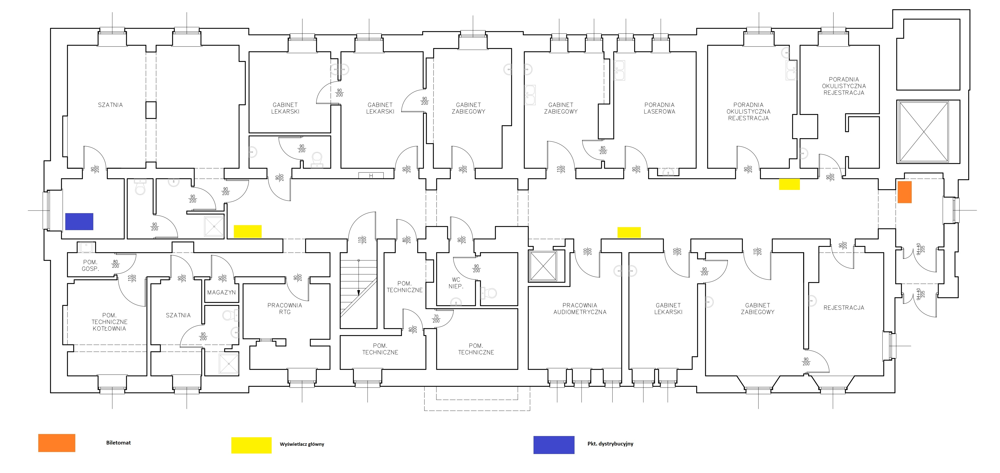 SZATNIA
GABINET
LEKARSKI
GABINET
LEKARSKI
GABINET
ZABIEGOWY
GABINET
ZABIEGOWY
PORADNIA
LASEROWA
PORADNIA
OKULISTYCZNA
REJESTRACJA
PORADNIA
OKULISTYCZNA
REJESTRACJA
90
200
90
200
90
200
80
200
90
200
90
200
90
200
90
200
110
200
90
200
90
200
90
200
H
90
200
90
200
90
200
110
200
80
200
90
200
100
200
100
200
110
200
90
200
94+40
205
POM.
GOSP.
80
200
110
200
90
200
90
200
90
200
MAGAZYN
POM.
TECHNICZNE
WC
NIEP.
90
200
90
200
94+40
205
POM.
TECHNICZNE
KOTŁOWNIA
SZATNIA
90
200
PRACOWNIA
RTG
80
200
70
200
PRACOWNIA
AUDIOMETRYCZNA
GABINET
LEKARSKI
GABINET
ZABIEGOWY
REJESTRACJA
POM.
TECHNICZNE
POM.
TECHNICZNE
90
200
Biletomat
Wyświetlacz główny
Pkt. dystrybucyjny